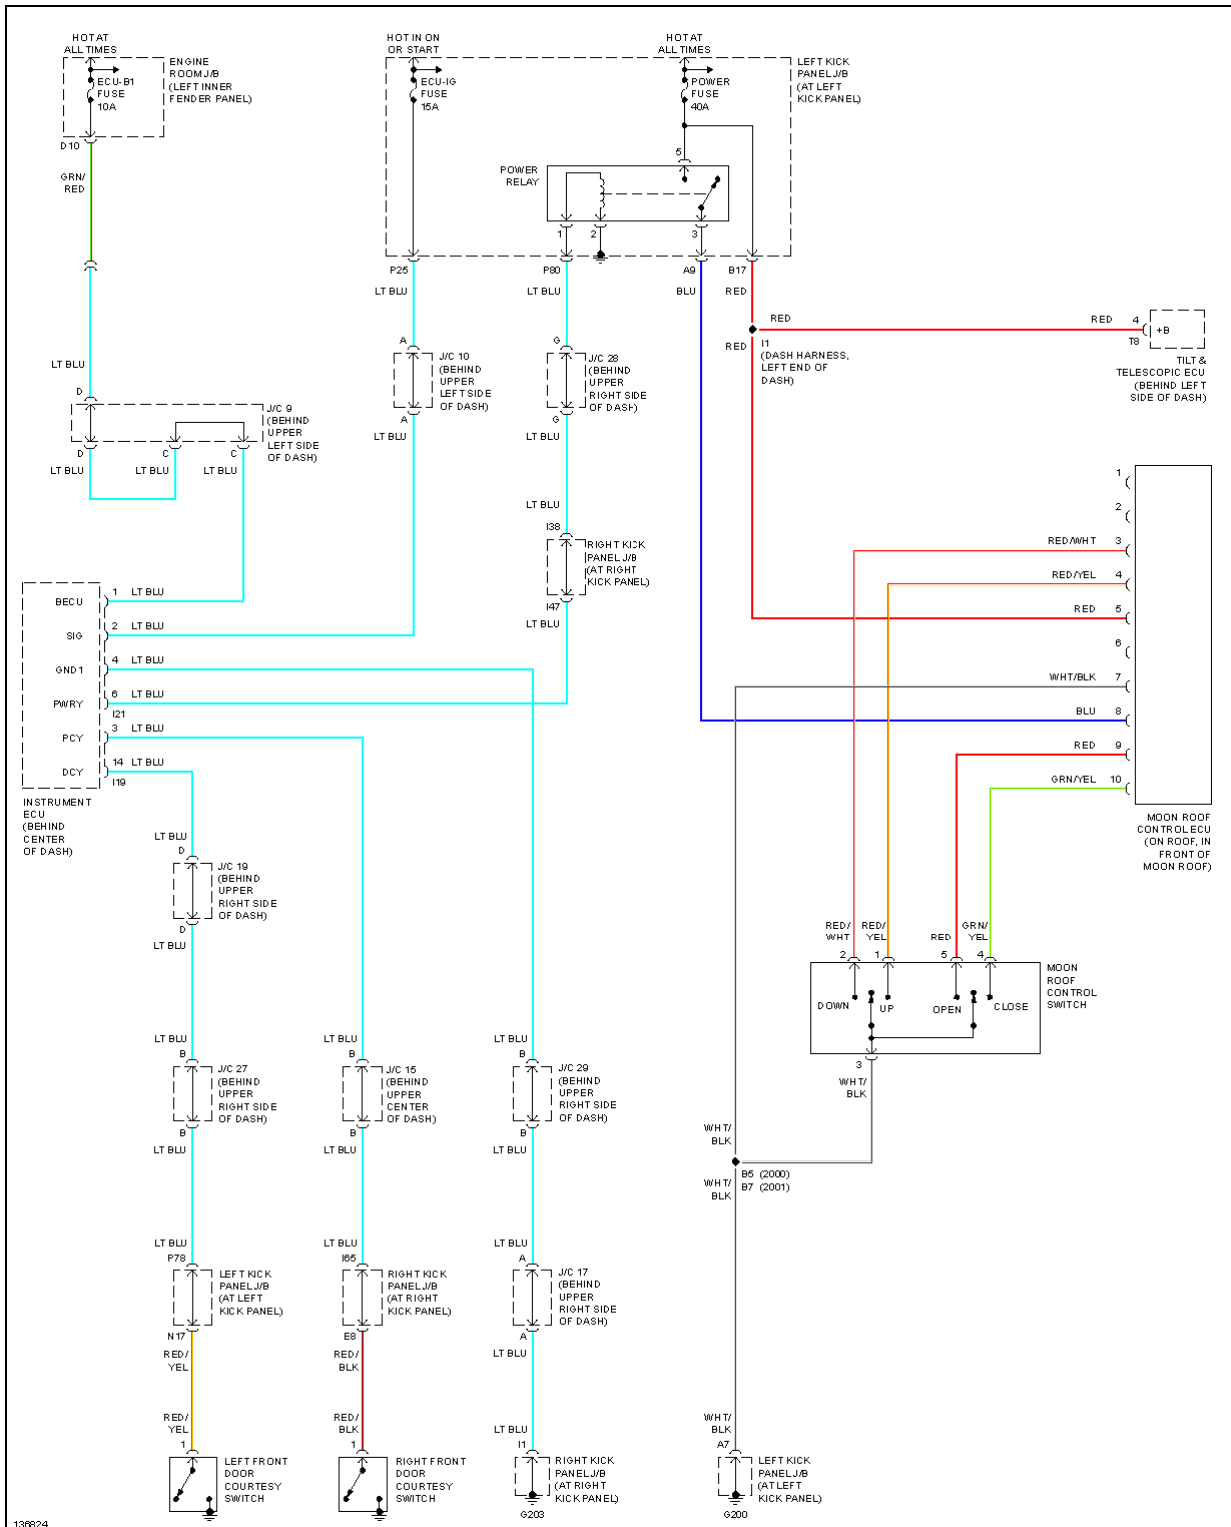 HOT AT
ALL TIMES
ECU-B1
FUSE
10A
ENGINE
ROOM J/B
(LEFT INNER
FENDER PANEL)
D10
GRN/
RED
HOT IN ON
OR START
ECU-IG
FUSE
15A
HOT AT
ALL TIMES
POWER
FUSE
40A
LEFT KICK
PANEL J/B
(AT LEFT
KICK PANEL)
POWER
RELAY
5
1
2
3
P25
P80
A9
B17
LT BLU
LT BLU
BLU
RED
RED
RED
4
+B
T8
RED
I1
(DASH HARNESS,
LEFT END OF
DASH)
TILT &
TELESCOPIC ECU
(BEHIND LEFT
SIDE OF DASH)
LT BLU
D
J/C 9
(BEHIND
UPPER
LEFT SIDE
OF DASH)
D
C
C
LT BLU
LT BLU
LT BLU
A
J/C 10
(BEHIND
UPPER
LEFT SIDE
OF DASH)
A
LT BLU
G
J/C 28
(BEHIND
UPPER
RIGHT SIDE
OF DASH)
G
LT BLU
LT BLU
I38
RIGHT KICK
PANEL J/B
(AT RIGHT
KICK PANEL)
I47
LT BLU
BECU
1
LT BLU
SIG
2
LT BLU
GND1
4
LT BLU
PWRY
6
LT BLU
I21
PCY
3
LT BLU
DCY
14
LT BLU
I19
INSTRUMENT
ECU
(BEHIND
CENTER
OF DASH)
1
2
RED/WHT
3
RED/YEL
4
RED
5
6
WHT/BLK
7
BLU
8
RED
9
GRN/YEL
10
MOON ROOF
CONTROL ECU
(ON ROOF, IN
FRONT OF
MOON ROOF)
LT BLU
D
J/C 19
(BEHIND
UPPER
RIGHT SIDE
OF DASH)
D
LT BLU
RED/
WHT
RED/
YEL
RED
GRN/
YEL
2
1
5
4
DOWN
UP
OPEN
CLOSE
MOON
ROOF
CONTROL
SWITCH
3
WHT/
BLK
LT BLU
B
J/C 27
(BEHIND
UPPER
RIGHT SIDE
OF DASH)
B
LT BLU
LT BLU
B
J/C 15
(BEHIND
UPPER
CENTER
OF DASH)
B
LT BLU
LT BLU
B
J/C 29
(BEHIND
UPPER
RIGHT SIDE
OF DASH)
B
LT BLU
WHT/
BLK
B5 (2000)
B7 (2001)
WHT/
BLK
LT BLU
P78
LEFT KICK
PANEL J/B
(AT LEFT
KICK PANEL)
N17
RED/
YEL
LT BLU
I65
RIGHT KICK
PANEL J/B
(AT RIGHT
KICK PANEL)
E8
RED/
BLK
LT BLU
A
J/C 17
(BEHIND
UPPER
RIGHT SIDE
OF DASH)
A
LT BLU
RED/
YEL
1
LEFT FRONT
DOOR
COURTESY
SWITCH
RED/
BLK
1
RIGHT FRONT
DOOR
COURTESY
SWITCH
LT BLU
I1
RIGHT KICK
PANEL J/B
(AT RIGHT
KICK PANEL)
G203
WHT/
BLK
A7
LEFT KICK
PANEL J/B
(AT LEFT
KICK PANEL)
G200
136824